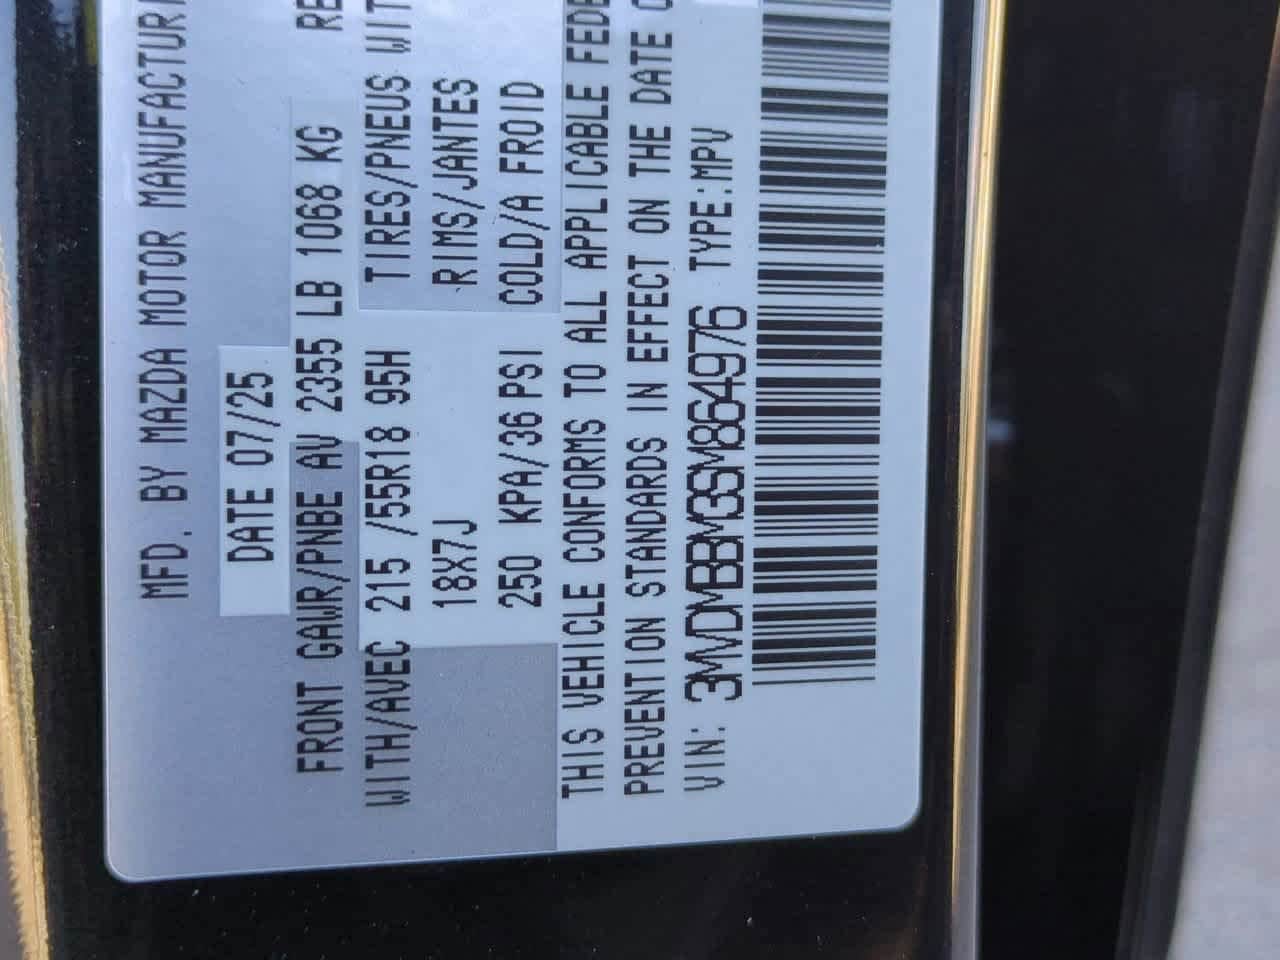 MFD. BY MAZDA MOTOR MANUFACTUR
DATE 07/25
FRONT GAWR/PNBE AV 2355 LB 1068 KG RE
WITH/AVEC 215 /55R18 95H TIRES/PNEUS WIT
18X7J RIMS/JANTES
250 KPA/36 PSI COLD/A FROID
THIS VEHICLE CONFORMS TO ALL APPLICABLE FEDE
PREVENTION STANDARDS IN EFFECT ON THE DATE O
VIN: 3MVDMBBM3SM864976 TYPE:MPV